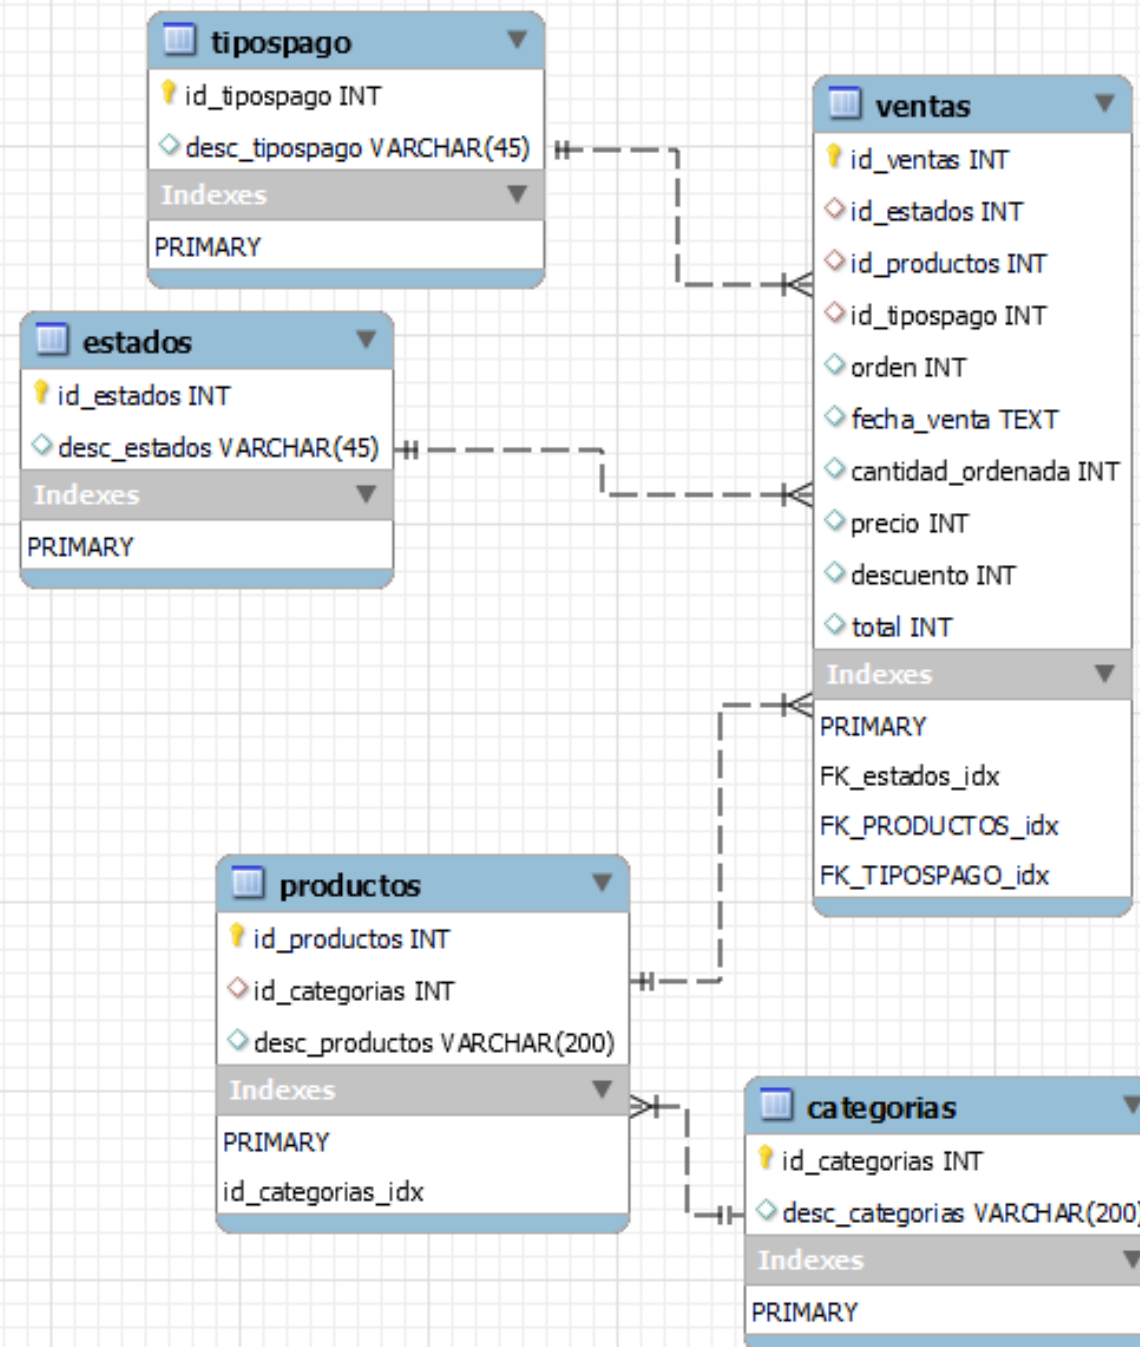 tipospago
id_tipospago INT
desc_tipospago VARCHAR(45)
Indexes
PRIMARY
estados
id_estados INT
desc_estados VARCHAR(45)
Indexes
PRIMARY
ventas
id_ventas INT
id_estados INT
id_productos INT
id_tipospago INT
orden INT
fecha_venta TEXT
cantidad_ordenada INT
precio INT
descuento INT
total INT
Indexes
PRIMARY
FK_estados_idx
FK_PRODUCTOS_idx
FK_TIPOSPAGO_idx
productos
id_productos INT
id_categorias INT
desc_productos VARCHAR(200)
Indexes
PRIMARY
id_categorias_idx
categorias
id_categorias INT
desc_categorias VARCHAR(200)
Indexes
PRIMARY